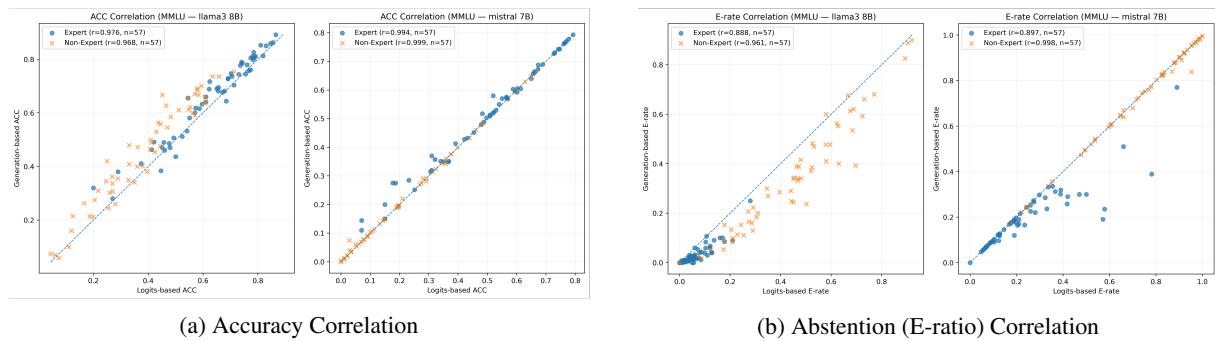 ACC Correlation (MMLU — llama3 8B)
Expert (r=0.976, n=57)
Non-Expert (r=0.968, n=57)
Generation-based ACC
0.8
0.6
0.4
0.2
0.2
0.4
0.6
0.8
Logits-based ACC
ACC Correlation (MMLU — mistral 7B)
Expert (r=0.994, n=57)
Non-Expert (r=0.999, n=57)
Generation-based ACC
0.8
0.7
0.6
0.5
0.4
0.3
0.2
0.1
0.0
0.0
0.1
0.2
0.3
0.4
0.5
0.6
0.7
0.8
Logits-based ACC
(a) Accuracy Correlation
E-rate Correlation (MMLU — llama3 8B)
Expert (r=0.888, n=57)
Non-Expert (r=0.961, n=57)
Generation-based E-rate
0.8
0.6
0.4
0.2
0.0
0.0
0.2
0.4
0.6
0.8
Logits-based E-rate
E-rate Correlation (MMLU — mistral 7B)
Expert (r=0.897, n=57)
Non-Expert (r=0.998, n=57)
Generation-based E-rate
1.0
0.8
0.6
0.4
0.2
0.0
0.0
0.2
0.4
0.6
0.8
1.0
Logits-based E-rate
(b) Abstention (E-ratio) Correlation